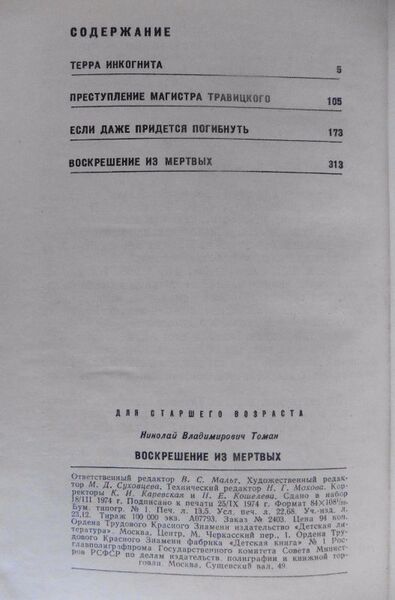 СОДЕРЖАНИЕ
ТЕРРА ИНКОГНИТА 5
ПРЕСТУПЛЕНИЕ МАГИСТРА ТРАВИЦКОГО 105
ЕСЛИ ДАЖЕ ПРИДЕТСЯ ПОГИБНУТЬ 173
ВОСКРЕШЕНИЕ ИЗ МЕРТВЫХ 313
ДЛЯ СТАРШЕГО ВОЗРАСТА
Николай Владимирович Томан
ВОСКРЕШЕНИЕ ИЗ МЕРТВЫХ
Ответственный редактор В. С. Мальт. Художественный редак-
тор М. Д. Суховцева. Технический редактор Н. Г. Мохова. Кор-
ректоры К. И. Каревская и Н. Е. Кошелева. Сдано в набор
18/III 1974 г. Подписано к печати 25/IX 1974 г. Формат 84×108¹/₃₂.
Бум. типогр. № 1. Печ. л. 13,5. Усл. печ. л. 22,68. Уч.-изд. л.
23,12. Тираж 100 000 экз. А07793. Заказ № 2403. Цена 94 коп.
Ордена Трудового Красного Знамени издательство «Детская ли-
тература». Москва, Центр, М. Черкасский пер., 1. Ордена Тру-
дового Красного Знамени фабрика «Детская книга» № 1 Рос-
главполиграфпрома Государственного комитета Совета Минист-
ров РСФСР по делам издательств, полиграфии и книжной тор-
говли. Москва, Сущевский вал, 49.